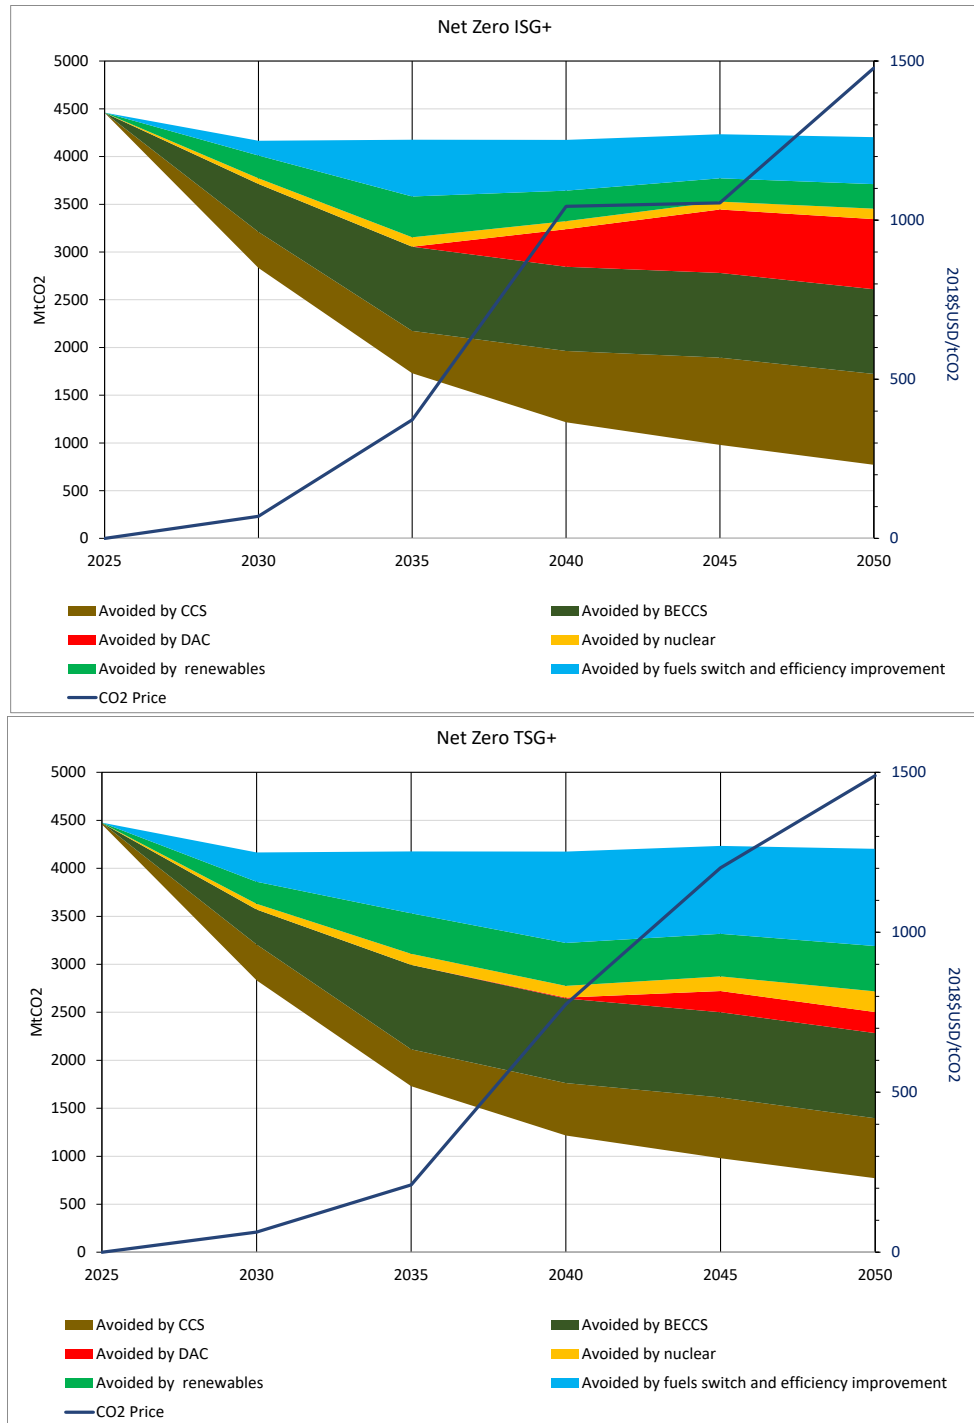 Net Zero ISG+
5000
4500
4000
3500
3000
2500
2000
1500
1000
500
0
MtCO2
1500
1000
500
0
2018$USD/tCO2
2025 2030 2035 2040 2045 2050
Avoided by CCS
Avoided by BECCS
Avoided by DAC
Avoided by nuclear
Avoided by  renewables
Avoided by fuels switch and efficiency improvement
CO2 Price
Net Zero TSG+
5000
4500
4000
3500
3000
2500
2000
1500
1000
500
0
MtCO2
1500
1000
500
0
2018$USD/tCO2
2025 2030 2035 2040 2045 2050
Avoided by CCS
Avoided by BECCS
Avoided by DAC
Avoided by nuclear
Avoided by  renewables
Avoided by fuels switch and efficiency improvement
CO2 Price